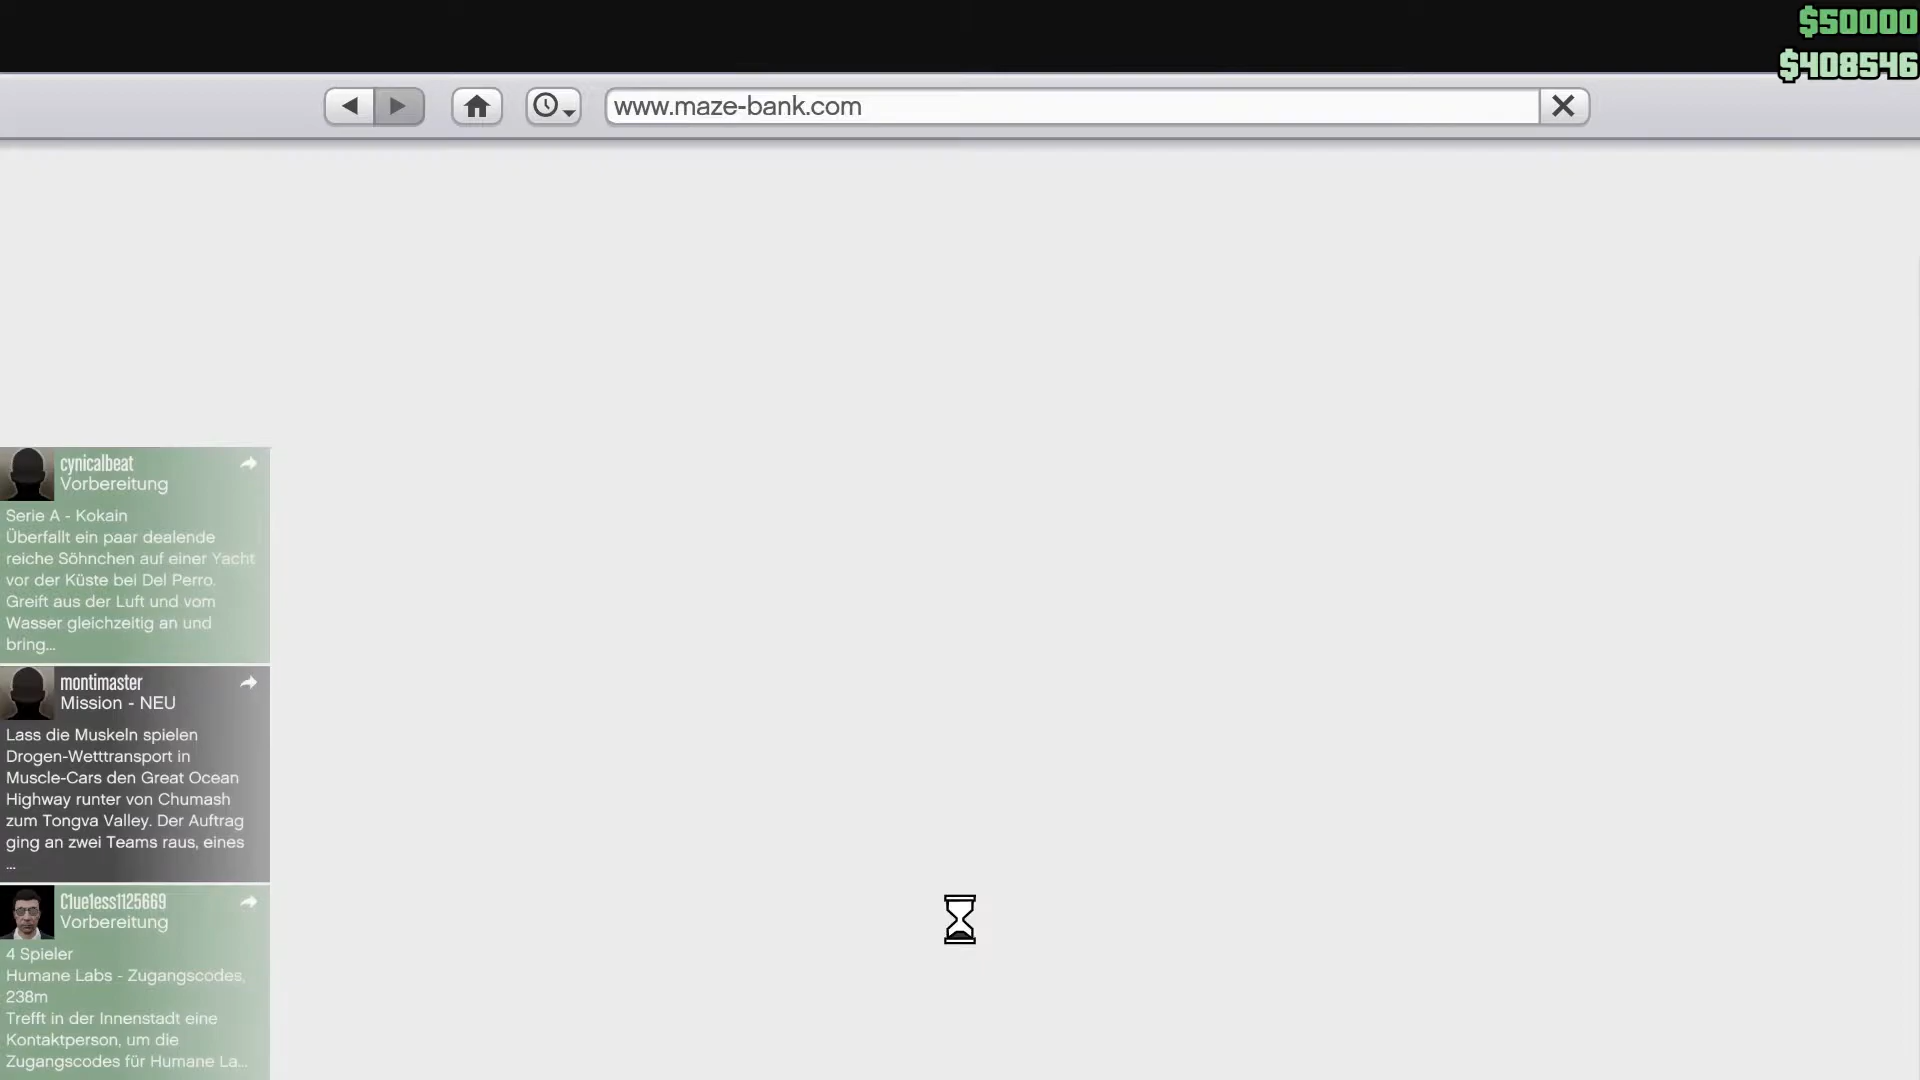 $50000
$408546
www.maze-bank.com
cynicalbeat
Vorbereitung
Serie A - Kokain
Überfallt ein paar dealende
reiche Söhnchen auf einer Yacht
vor der Küste bei Del Perro.
Greift aus der Luft und vom
Wasser gleichzeitig an und
bring...
montimaster
Mission - NEU
Lass die Muskeln spielen
Drogen-Wetttransport in
Muscle-Cars den Great Ocean
Highway runter von Chumash
zum Tongva Valley. Der Auftrag
ging an zwei Teams raus, eines
...
C1ue1ess1125669
Vorbereitung
4 Spieler
Humane Labs - Zugangscodes,
238m
Trefft in der Innenstadt eine
Kontaktperson, um die
Zugangscodes für Humane La...